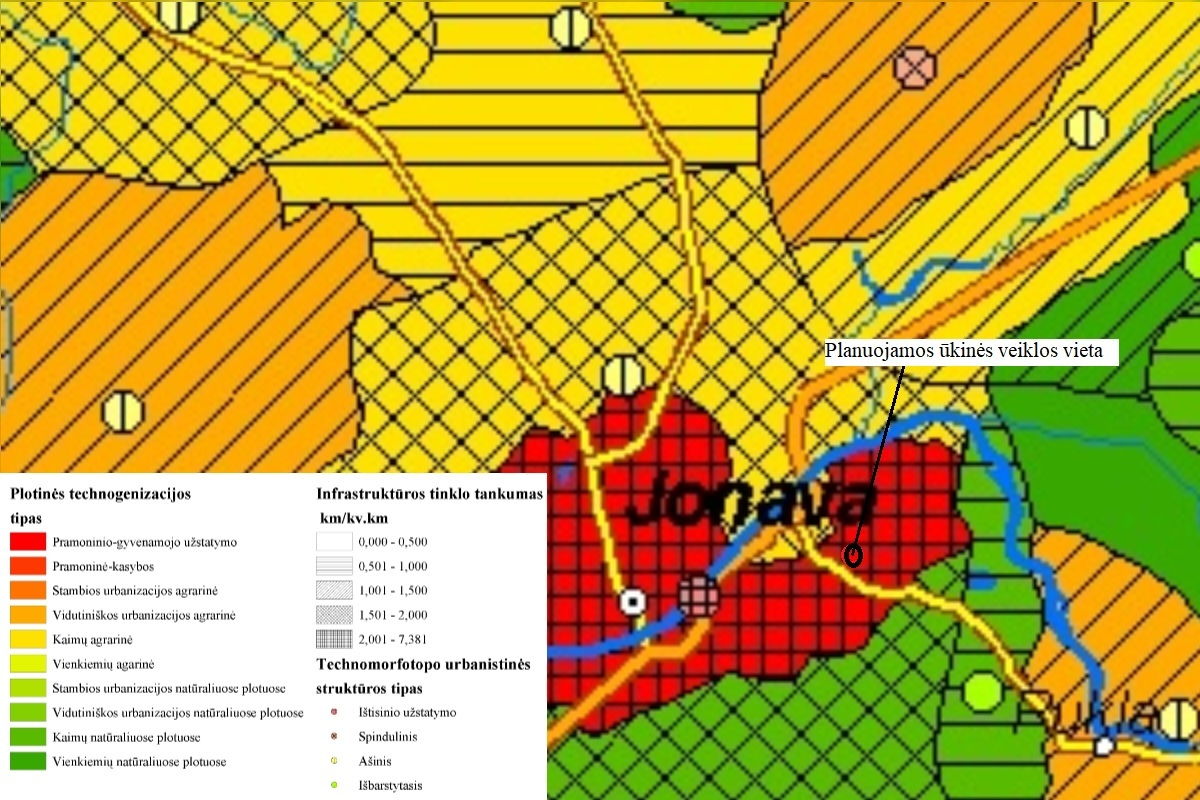 Planuojamos ūkinės veiklos vieta
Jonava
Plotinės technogenizacijos
tipas
Pramoninio-gyvenamojo užstatymo
Pramoninė-kasybos
Stambios urbanizacijos agrarinė
Vidutiniškos urbanizacijos agrarinė
Kaimų agrarinė
Vienkiemių agarinė
Stambios urbanizacijos natūraliuose plotuose
Vidutiniškos urbanizacijos natūraliuose plotuose
Kaimų natūraliuose plotuose
Vienkiemių natūraliuose plotuose
Infrastruktūros tinklo tankumas
km/kv.km
0,000 - 0,500
0,501 - 1,000
1,001 - 1,500
1,501 - 2,000
2,001 - 7,381
Technomorfotopo urbanistinės
struktūros tipas
Ištisinio užstatymo
Spindulinis
Ašinis
Išbarstytasis